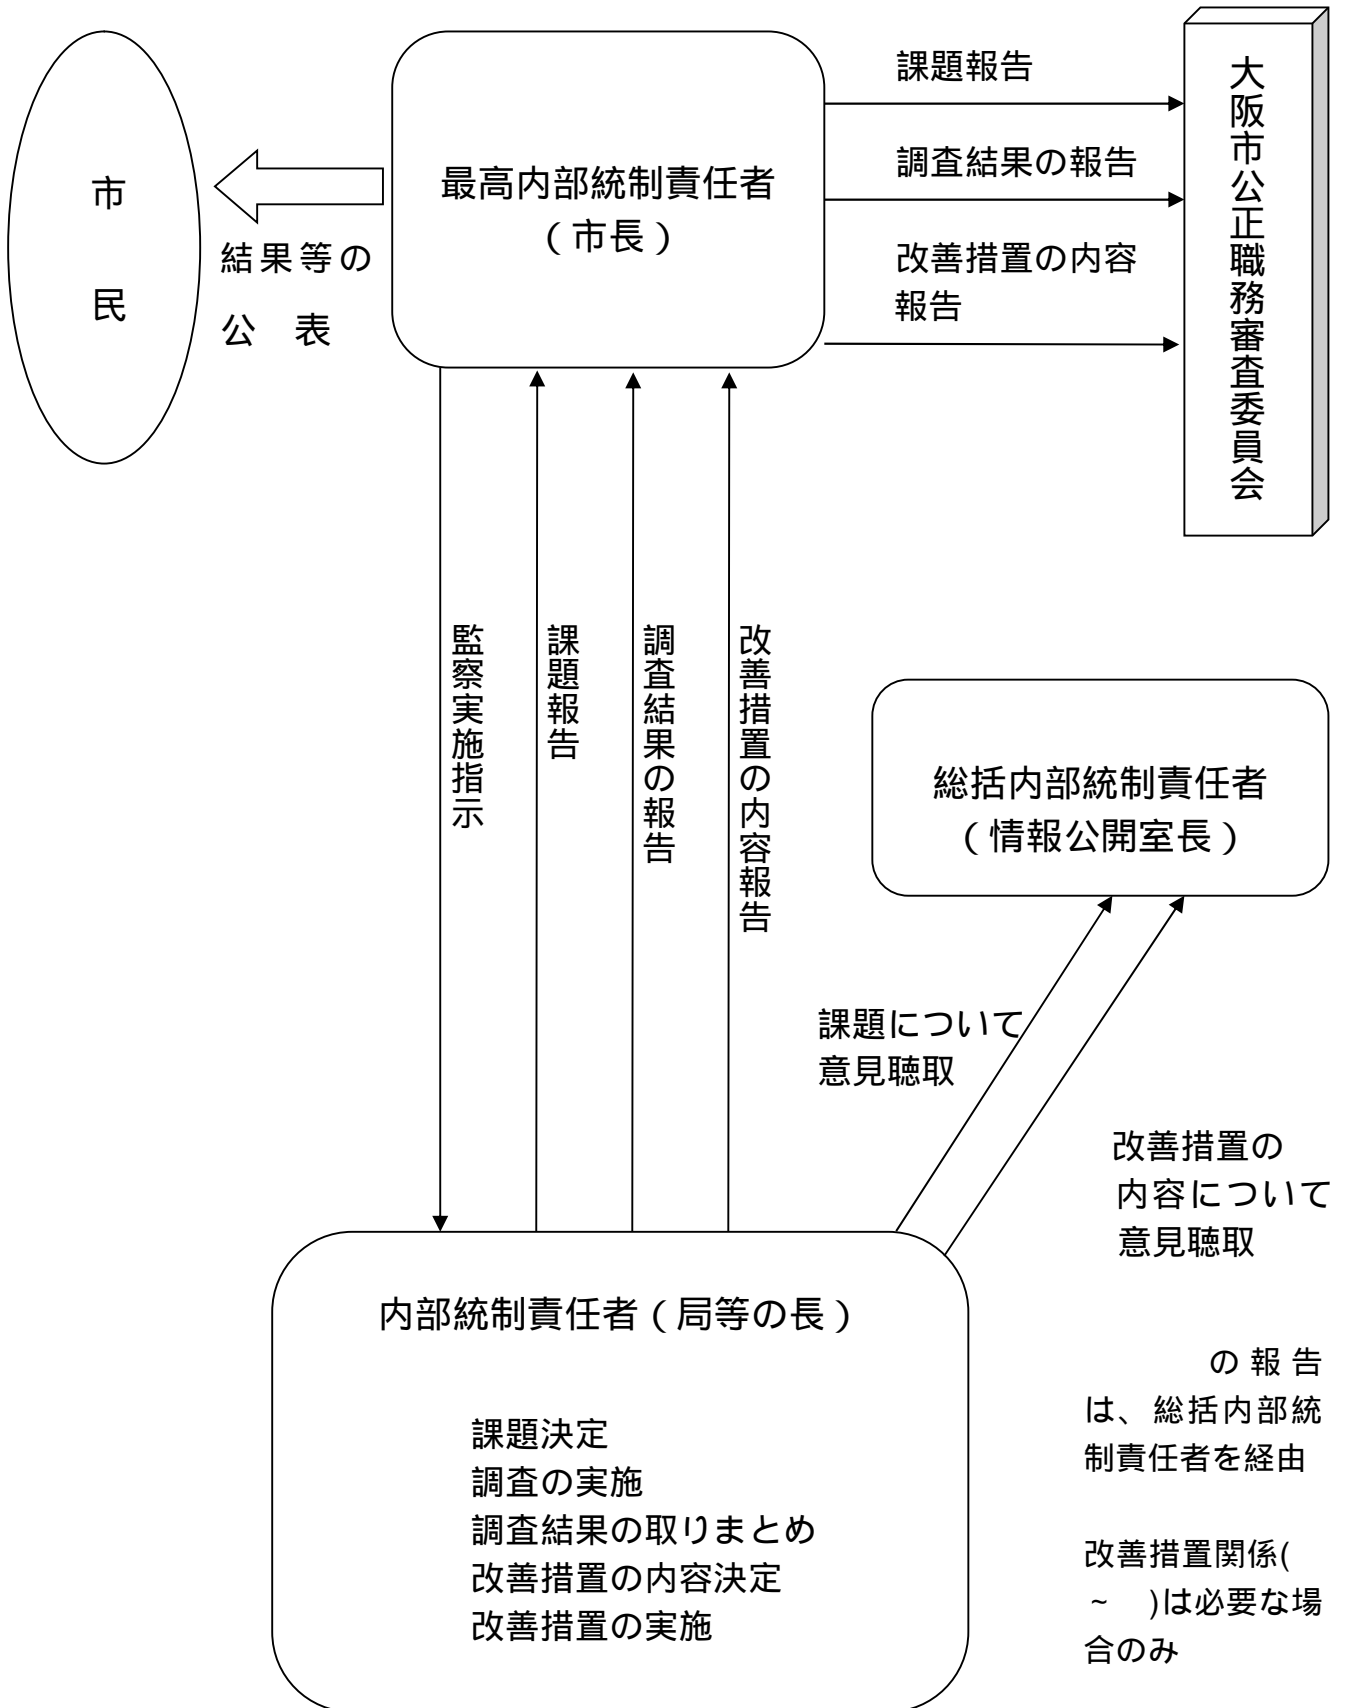 市
民
結果等の
公　表
最高内部統制責任者
（市長）
課題報告
調査結果の報告
改善措置の内容
報告
大阪市公正職務審査委員会
監察実施指示
課題報告
調査結果の報告
改善措置の内容報告
総括内部統制責任者
（情報公開室長）
課題について
意見聴取
改善措置の
内容について
意見聴取
内部統制責任者（局等の長）
課題決定
調査の実施
調査結果の取りまとめ
改善措置の内容決定
改善措置の実施
の報告
は、総括内部統
制責任者を経由
改善措置関係(
~　)は必要な場
合のみ